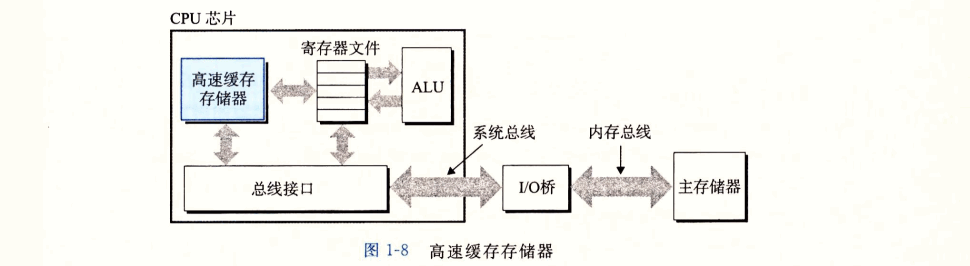 CPU 芯片
寄存器文件
高速缓存
存储器
ALU
系统总线
内存总线
总线接口
I/O桥
主存储器
图 1-8 高速缓存存储器